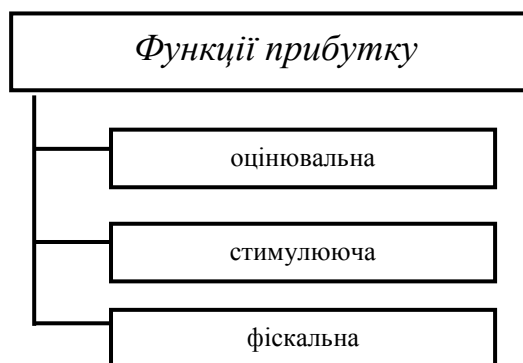 Функції прибутку
оцінювальна
стимулююча
фіскальна